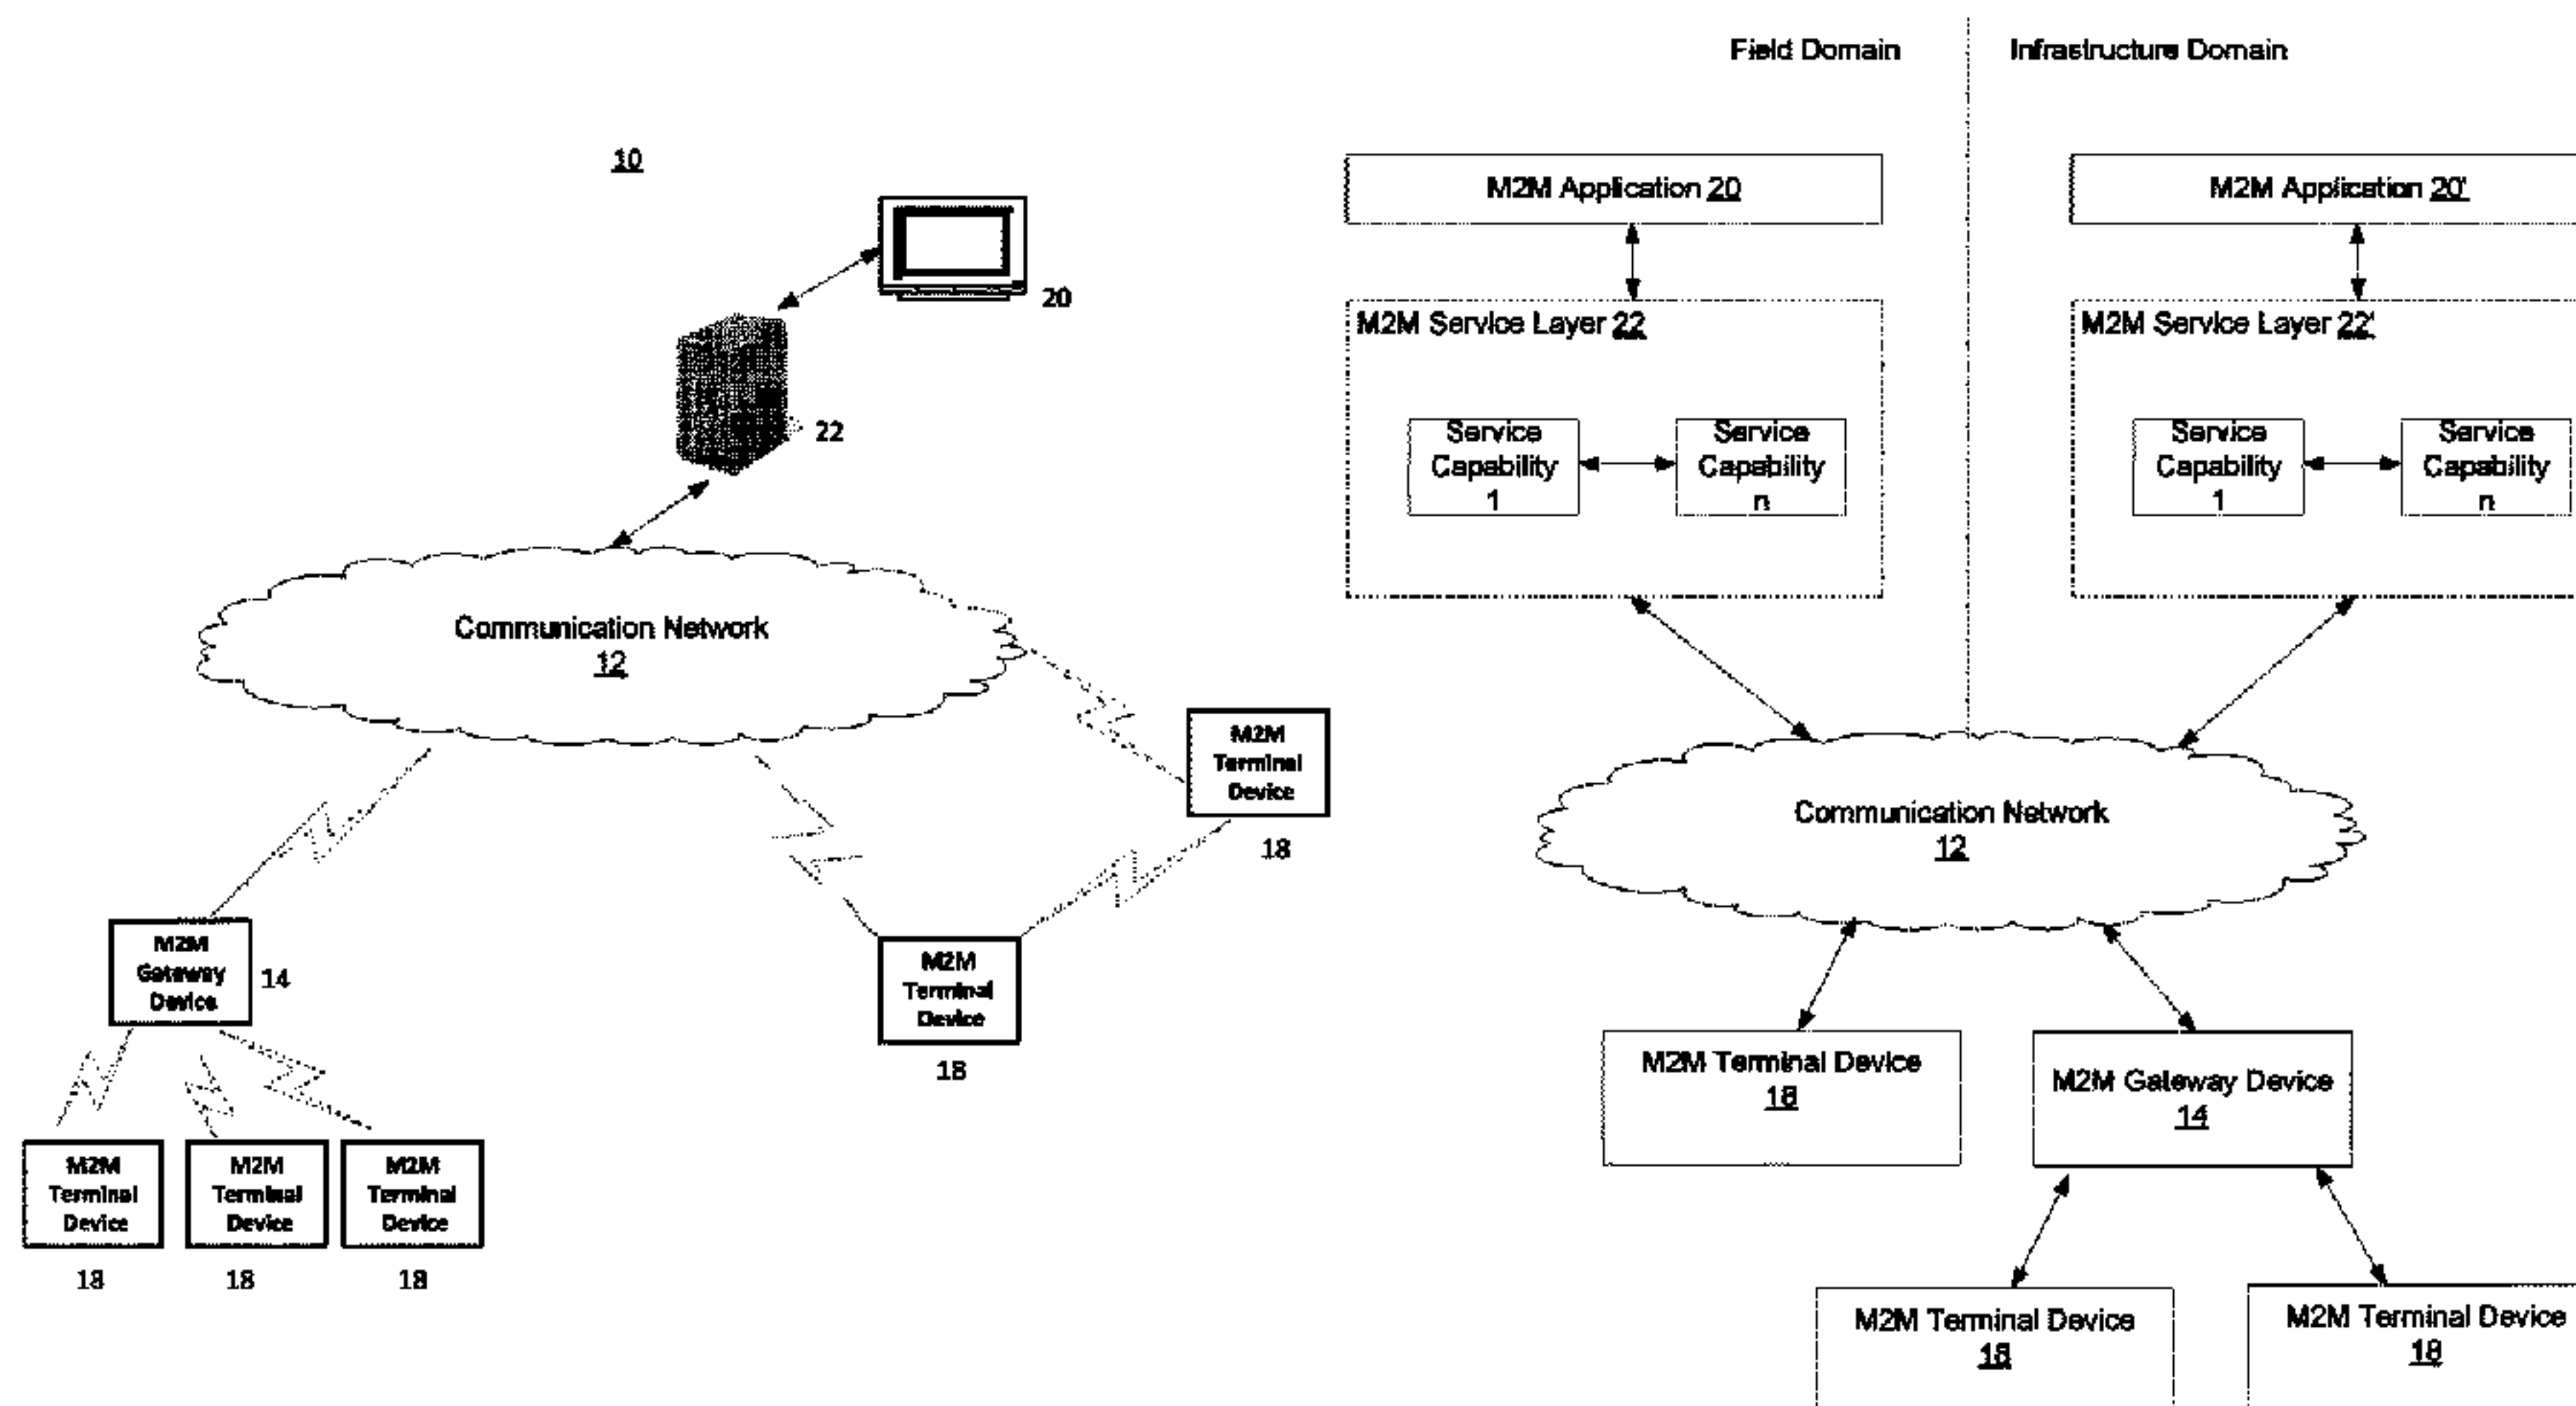 10
20
22
Communication Network
12
M2M
Terminal
Device
18
M2M
Gateway
Device
14
M2M
Terminal
Device
18
M2M
Terminal
Device
18
M2M
Terminal
Device
18
M2M
Terminal
Device
18
Field Domain
Infrastructure Domain
M2M Application 20
M2M Application 20'
M2M Service Layer 22
Service
Capability
1
Service
Capability
n
M2M Service Layer 22'
Service
Capability
1
Service
Capability
n
Communication Network
12
M2M Terminal Device
18
M2M Gateway Device
14
M2M Terminal Device
18
M2M Terminal Device
18